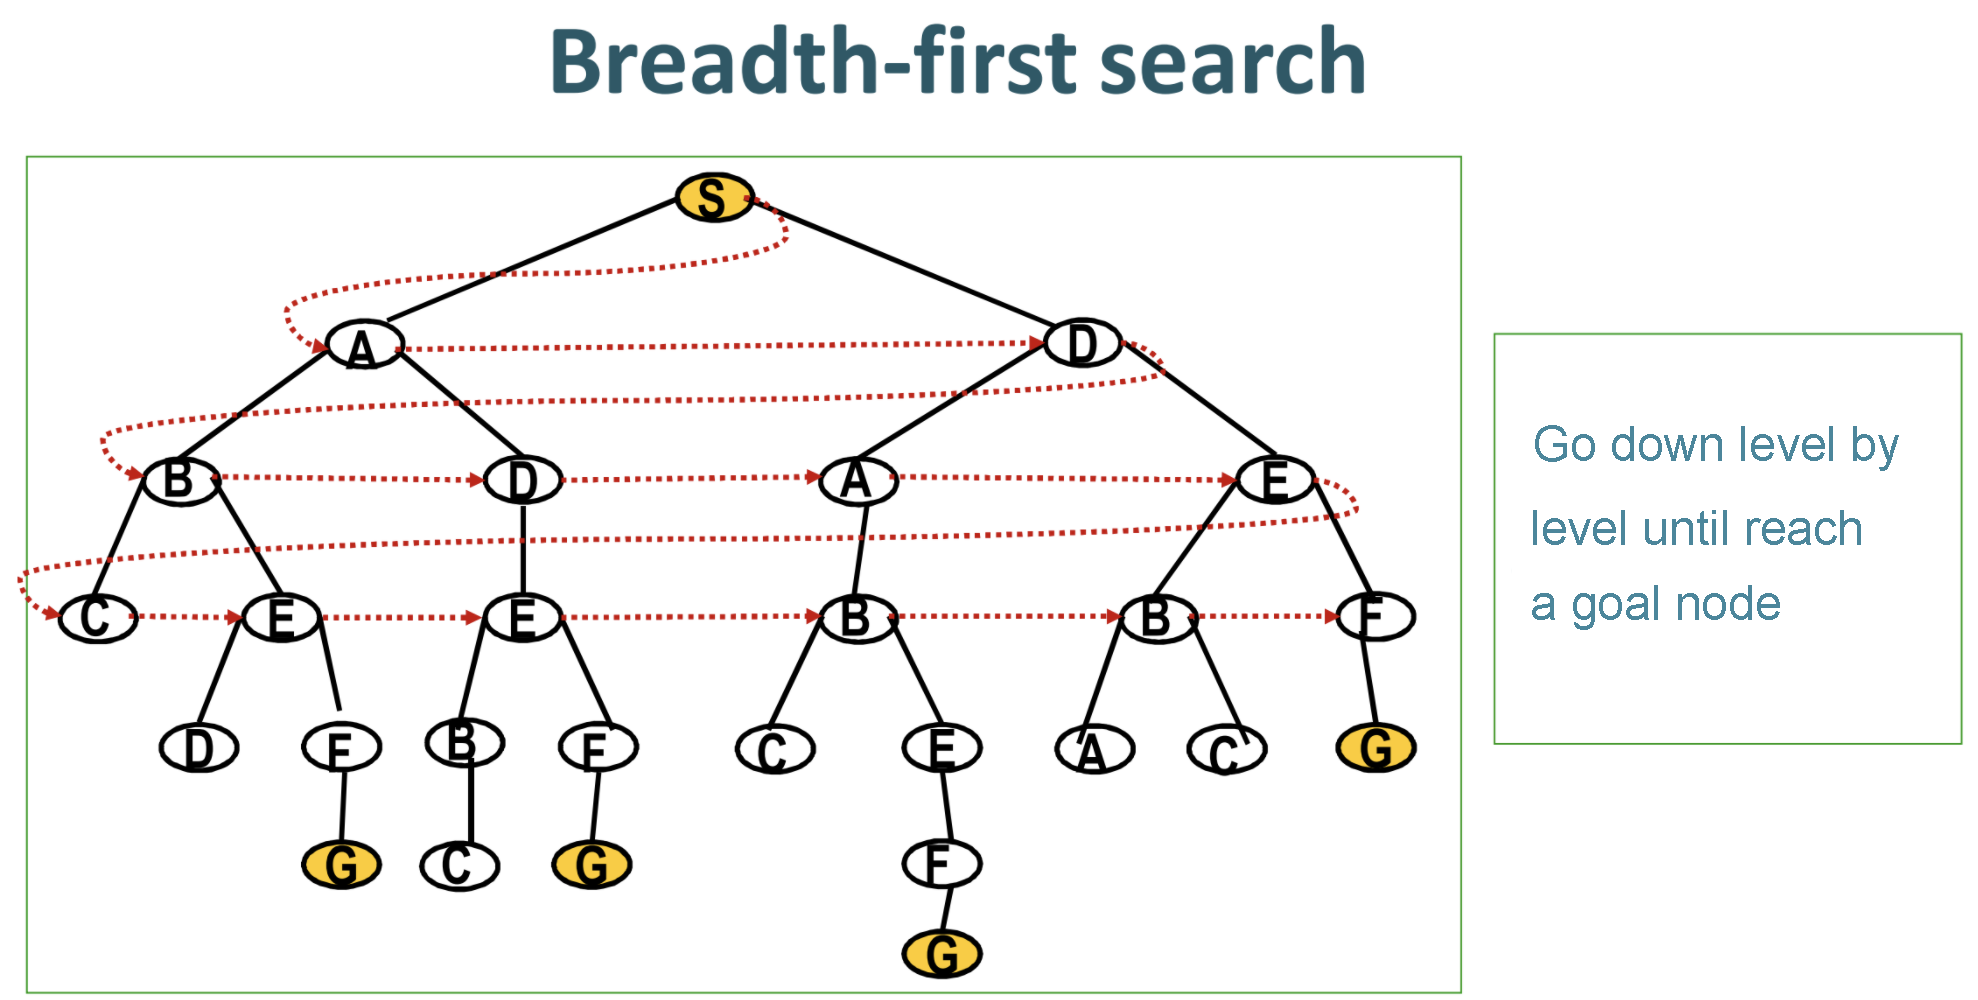 Breadth-first search
S
A D
B D A E
C E E B B F
D F B F C E A C G
G C G F
G
Go down level by
level until reach
a goal node